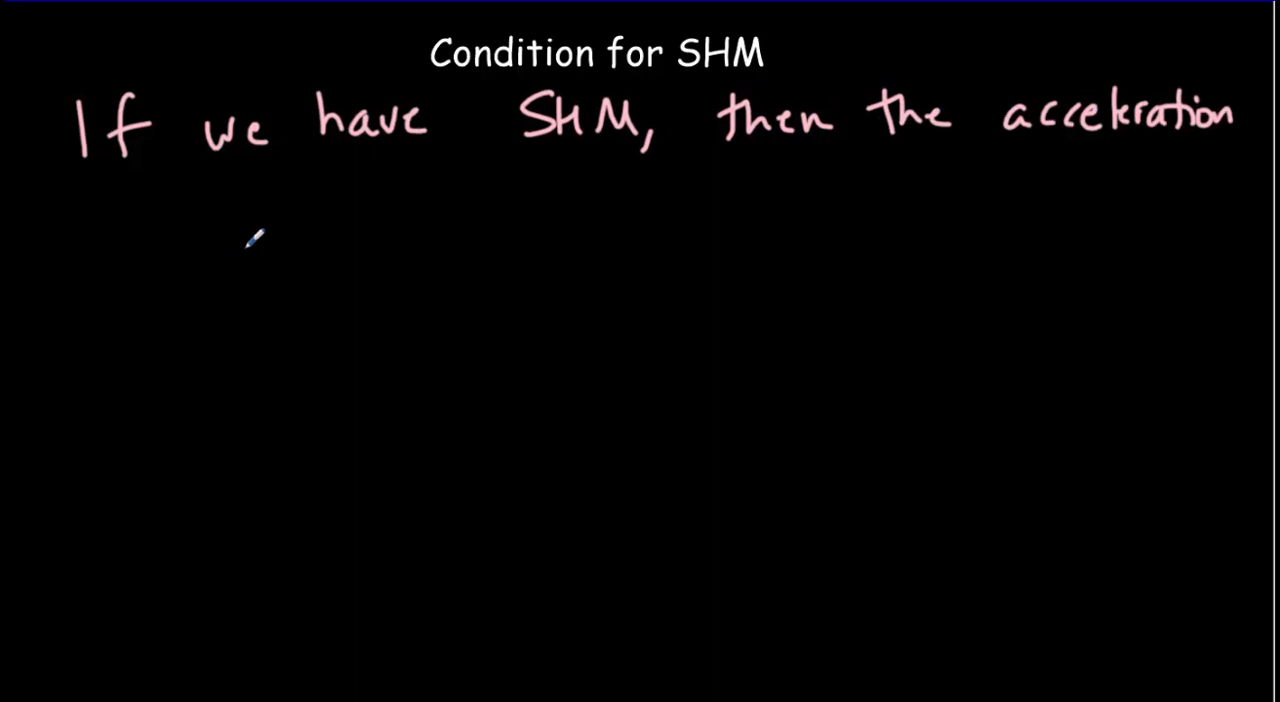 Condition for SHM
If we have SHM, then the acceleration